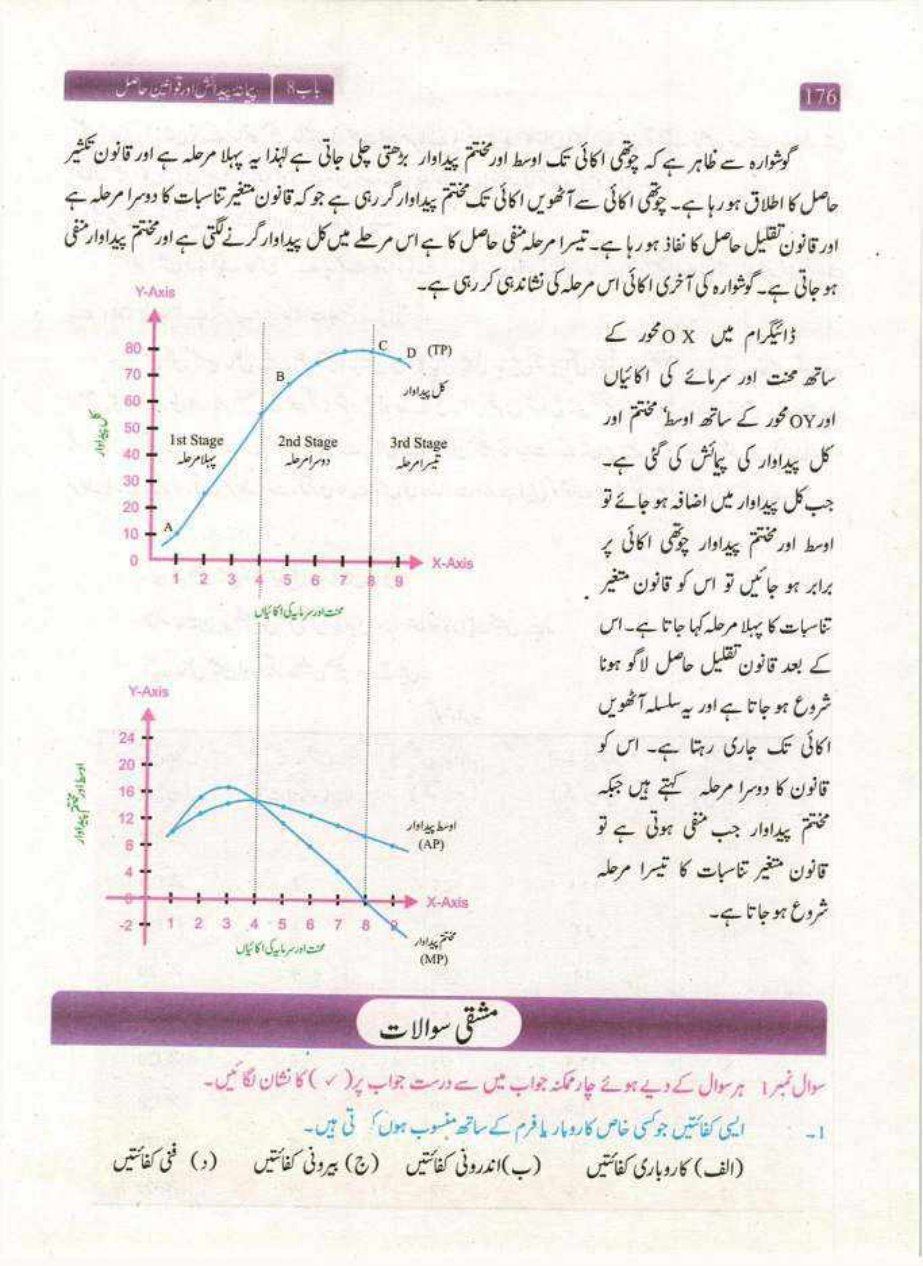 176
باب 8 پیمانۂ پیدائش اور قوانین حاصل
گوشوارہ سے ظاہر ہے کہ چوتھی اکائی تک اوسط اور مختتم پیداوار بڑھتی چلی جاتی ہے لہٰذا یہ پہلا مرحلہ ہے اور قانون تکثیر
حاصل کا اطلاق ہو رہا ہے۔ چوتھی اکائی سے آٹھویں اکائی تک مختتم پیداوار گر رہی ہے جو کہ قانون متغیر تناسبات کا دوسرا مرحلہ ہے
اور قانون تقلیل حاصل کا نفاذ ہو رہا ہے۔ تیسرا مرحلہ منفی حاصل کا ہے اس مرحلے میں کل پیداوار گرنے لگتی ہے اور مختتم پیداوار منفی
ہو جاتی ہے۔ گوشوارہ کی آخری اکائی اس مرحلہ کی نشاندہی کر رہی ہے۔
ڈائیگرام میں OX محور کے
ساتھ محنت اور سرمائے کی اکائیاں
اور OY محور کے ساتھ اوسط' مختتم اور
کل پیداوار کی پیمائش کی گئی ہے۔
جب کل پیداوار میں اضافہ ہو جائے تو
اوسط اور مختتم پیداوار چوتھی اکائی پر
برابر ہو جائیں تو اس کو قانون متغیر
تناسبات کا پہلا مرحلہ کہا جاتا ہے۔ اس
کے بعد قانون تقلیل حاصل لاگو ہونا
شروع ہو جاتا ہے اور یہ سلسلہ آٹھویں
اکائی تک جاری رہتا ہے۔ اس کو
قانون کا دوسرا مرحلہ کہتے ہیں جبکہ
مختتم پیداوار جب منفی ہوتی ہے تو
قانون متغیر تناسبات کا تیسرا مرحلہ
شروع ہو جاتا ہے۔
Y-Axis
80
70
60
50
40
30
20
10
0
کل پیداوار
A
B
C
D (TP)
کل پیداوار
1st Stage 2nd Stage 3rd Stage
پہلا مرحلہ دوسرا مرحلہ تیسرا مرحلہ
X-Axis
1 2 3 4 5 6 7 8 9
محنت اور سرمایہ کی اکائیاں
Y-Axis
24
20
16
12
8
4
0
-2
اوسط اور مختتم پیداوار
اوسط پیداوار
(AP)
X-Axis
1 2 3 4 5 6 7 8 9
محنت اور سرمایہ کی اکائیاں
مختتم پیداوار
(MP)
مشقی سوالات
سوال نمبر 1 ہر سوال کے دیے ہوئے چار ممکنہ جواب میں سے درست جواب پر (✓) کا نشان لگائیں۔
1۔ ایسی کفائتیں جو کسی خاص کاروبار یا فرم کے ساتھ منسوب ہوں تی ہیں۔
(الف) کاروباری کفائتیں (ب) اندرونی کفائتیں (ج) بیرونی کفائتیں (د) فنی کفائتیں